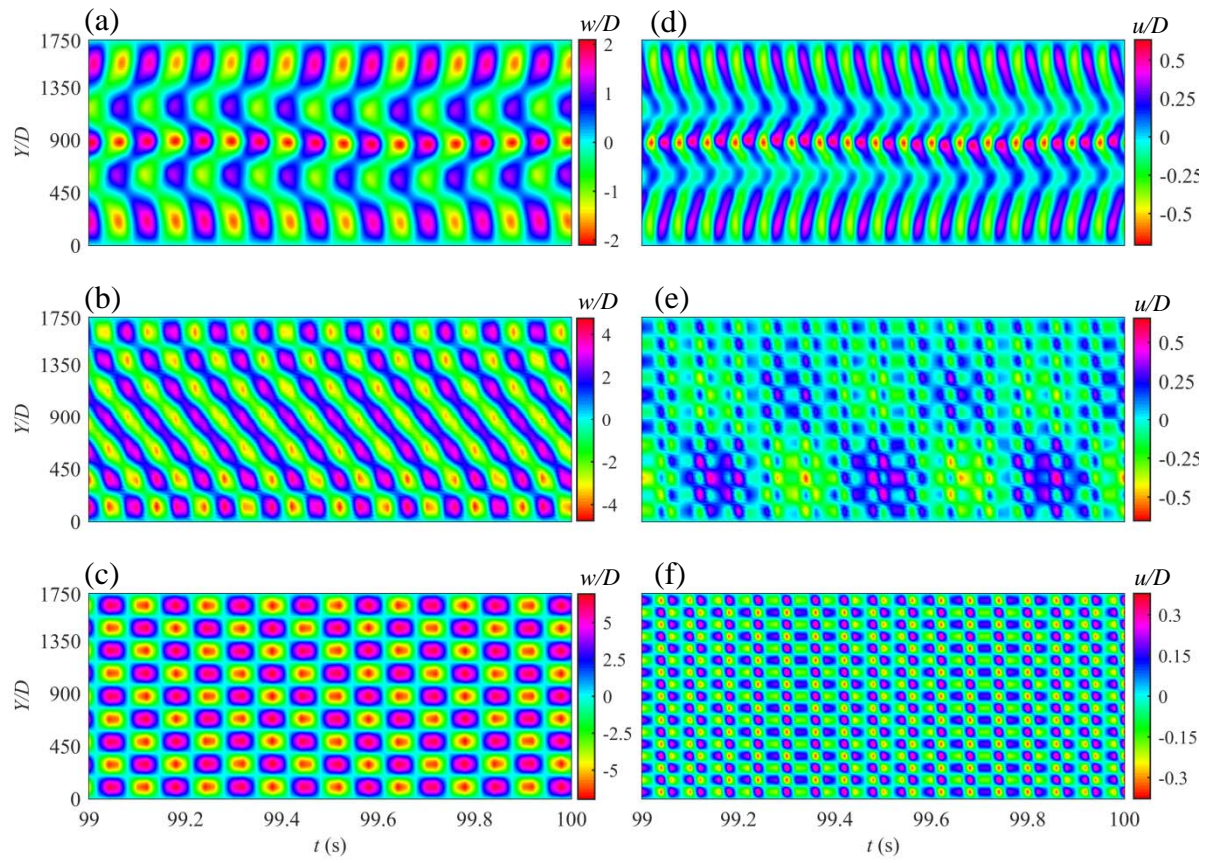 (a) w/D (d) u/D
1750 2 0.5
1350 1 0.25
Y/D 900 0 0
450 -1 -0.25
0 -2 -0.5
(b) w/D (e) u/D
1750 4 0.5
1350 2 0.25
Y/D 900 0 0
450 -2 -0.25
0 -4 -0.5
(c) w/D (f) u/D
1750 5 0.3
1350 2.5 0.15
Y/D 900 0 0
450 -2.5 -0.15
0 -5 -0.3
99 99.2 99.4 99.6 99.8 100 99 99.2 99.4 99.6 99.8 100
t (s) t (s)